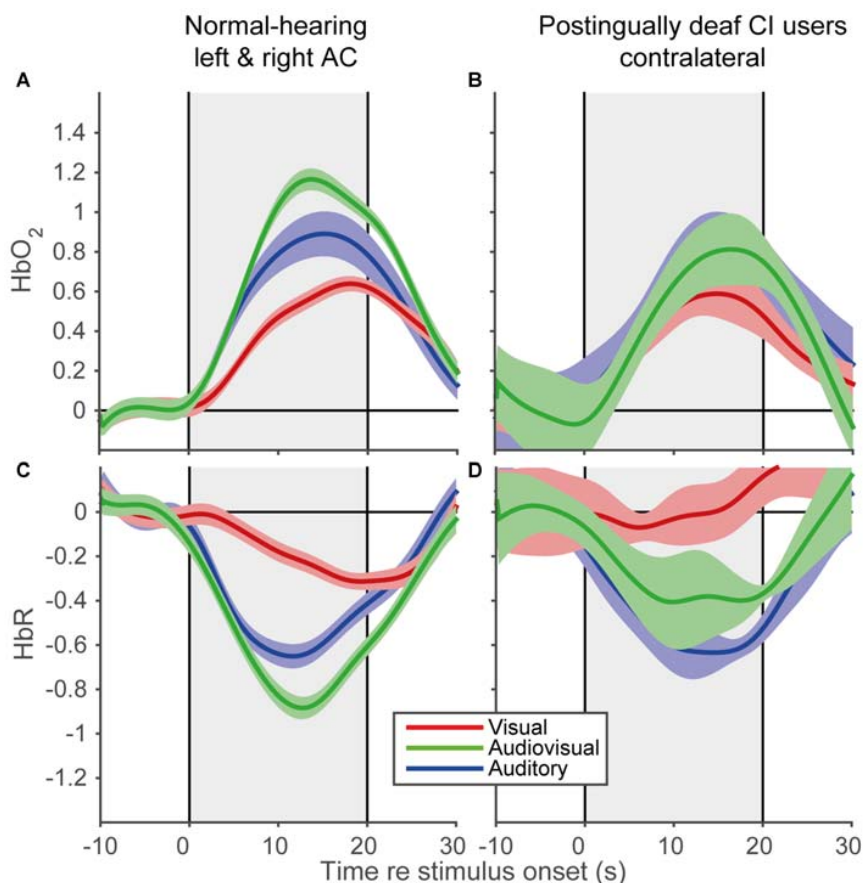 Normal-hearing
left & right AC
Postingually deaf CI users
contralateral
A
B
1.4
1.2
1
0.8
0.6
0.4
0.2
0
HbO2
C
D
0
-0.2
-0.4
-0.6
-0.8
-1
-1.2
HbR
Visual
Audiovisual
Auditory
-10 0 10 20 -10 0 10 20 30
Time re stimulus onset (s)